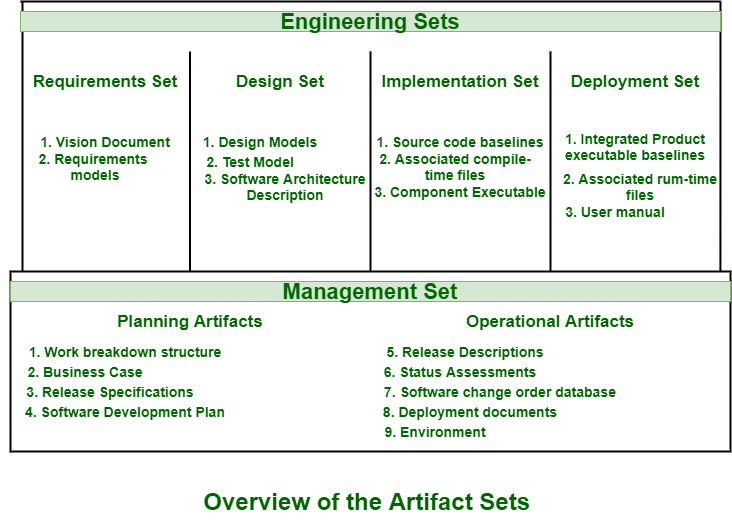 Engineering Sets
Requirements Set
1. Vision Document
2. Requirements
models
Design Set
1. Design Models
2. Test Model
3. Software Architecture
Description
Implementation Set
1. Source code baselines
2. Associated compile-
time files
3. Component Executable
Deployment Set
1. Integrated Product
executable baselines
2. Associated rum-time
files
3. User manual
Management Set
Planning Artifacts
1. Work breakdown structure
2. Business Case
3. Release Specifications
4. Software Development Plan
Operational Artifacts
5. Release Descriptions
6. Status Assessments
7. Software change order database
8. Deployment documents
9. Environment
Overview of the Artifact Sets